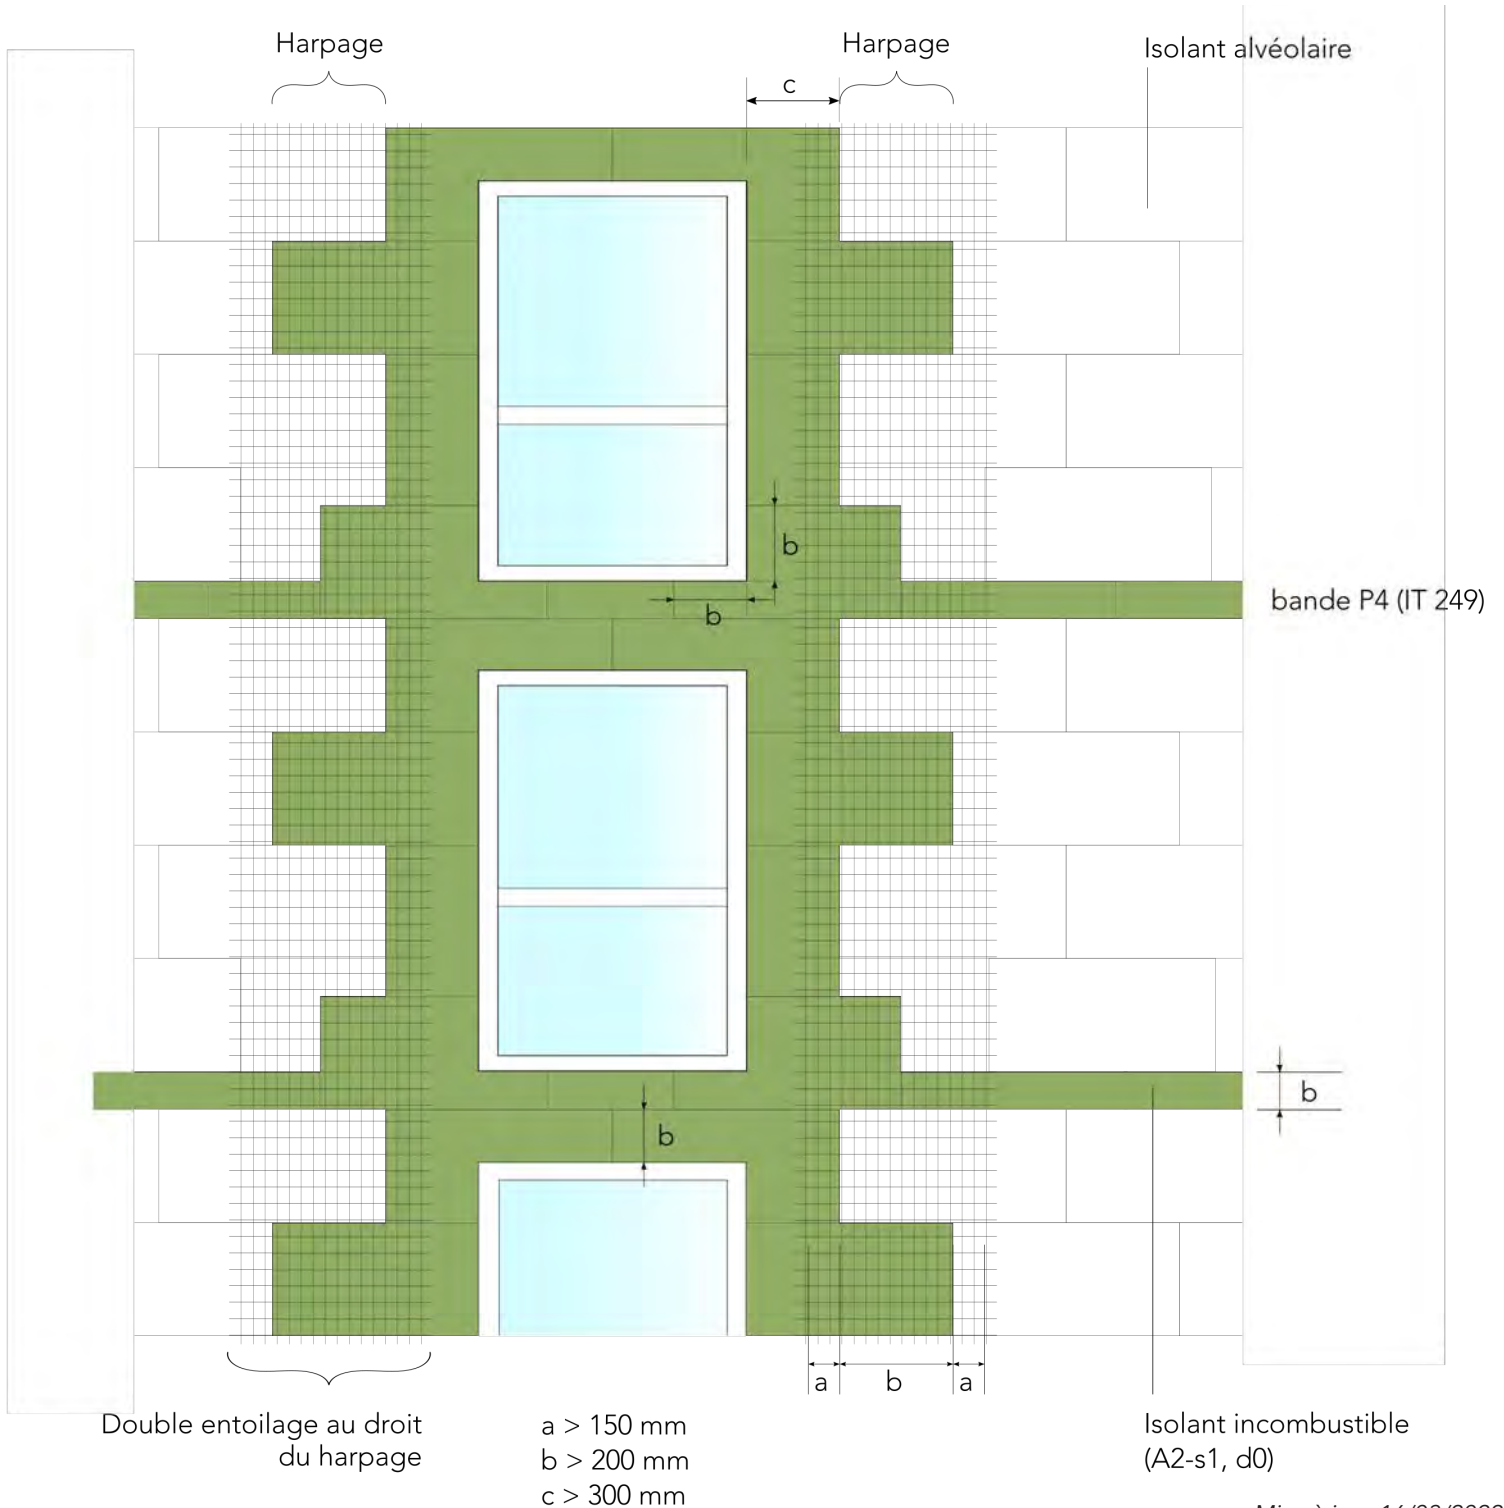 Harpage
Harpage
Isolant alvéolaire
c
b
b
bande P4 (IT 249)
b
b
a
b
a
Double entoilage au droit
du harpage
a > 150 mm
b > 200 mm
c > 300 mm
Isolant incombustible
(A2-s1, d0)